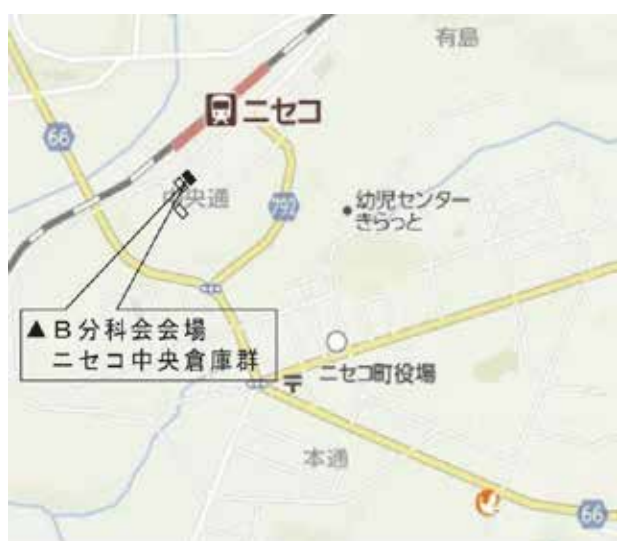 有島
ニセコ
66
中央通
792
幼児センター
きらっと
▲B分科会会場
ニセコ中央倉庫群
ニセコ町役場
本通
66